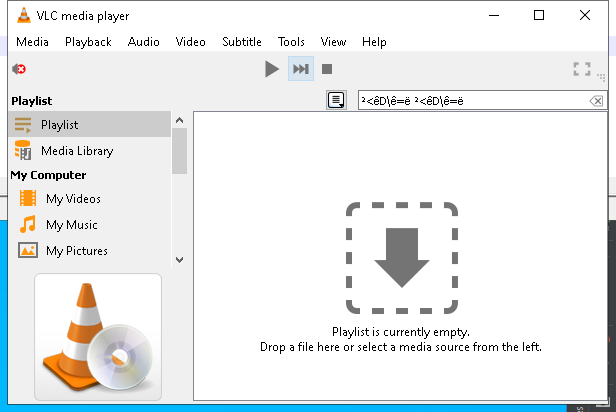 VLC media player
Media Playback Audio Video Subtitle Tools View Help
Playlist
²<êD\ê=ë ²<êD\ê=ë
Playlist
Media Library
My Computer
My Videos
My Music
My Pictures
Playlist is currently empty.
Drop a file here or select a media source from the left.